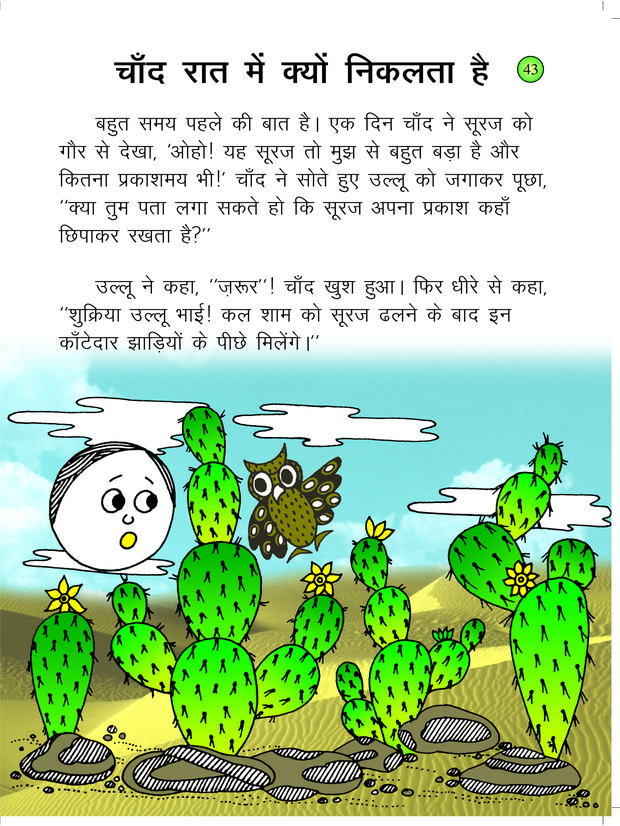 चाँद रात में क्यों निकलता है 43
बहुत समय पहले की बात है। एक दिन चाँद ने सूरज को
गौर से देखा, ‘ओहो! यह सूरज तो मुझ से बहुत बड़ा है और
कितना प्रकाशमय भी!’ चाँद ने सोते हुए उल्लू को जगाकर पूछा,
‘‘क्या तुम पता लगा सकते हो कि सूरज अपना प्रकाश कहाँ
छिपाकर रखता है?’’
उल्लू ने कहा, ‘‘ज़रूर’’! चाँद खुश हुआ। फिर धीरे से कहा,
‘‘शुक्रिया उल्लू भाई! कल शाम को सूरज ढलने के बाद इन
काँटेदार झाड़ियों के पीछे मिलेंगे।’’